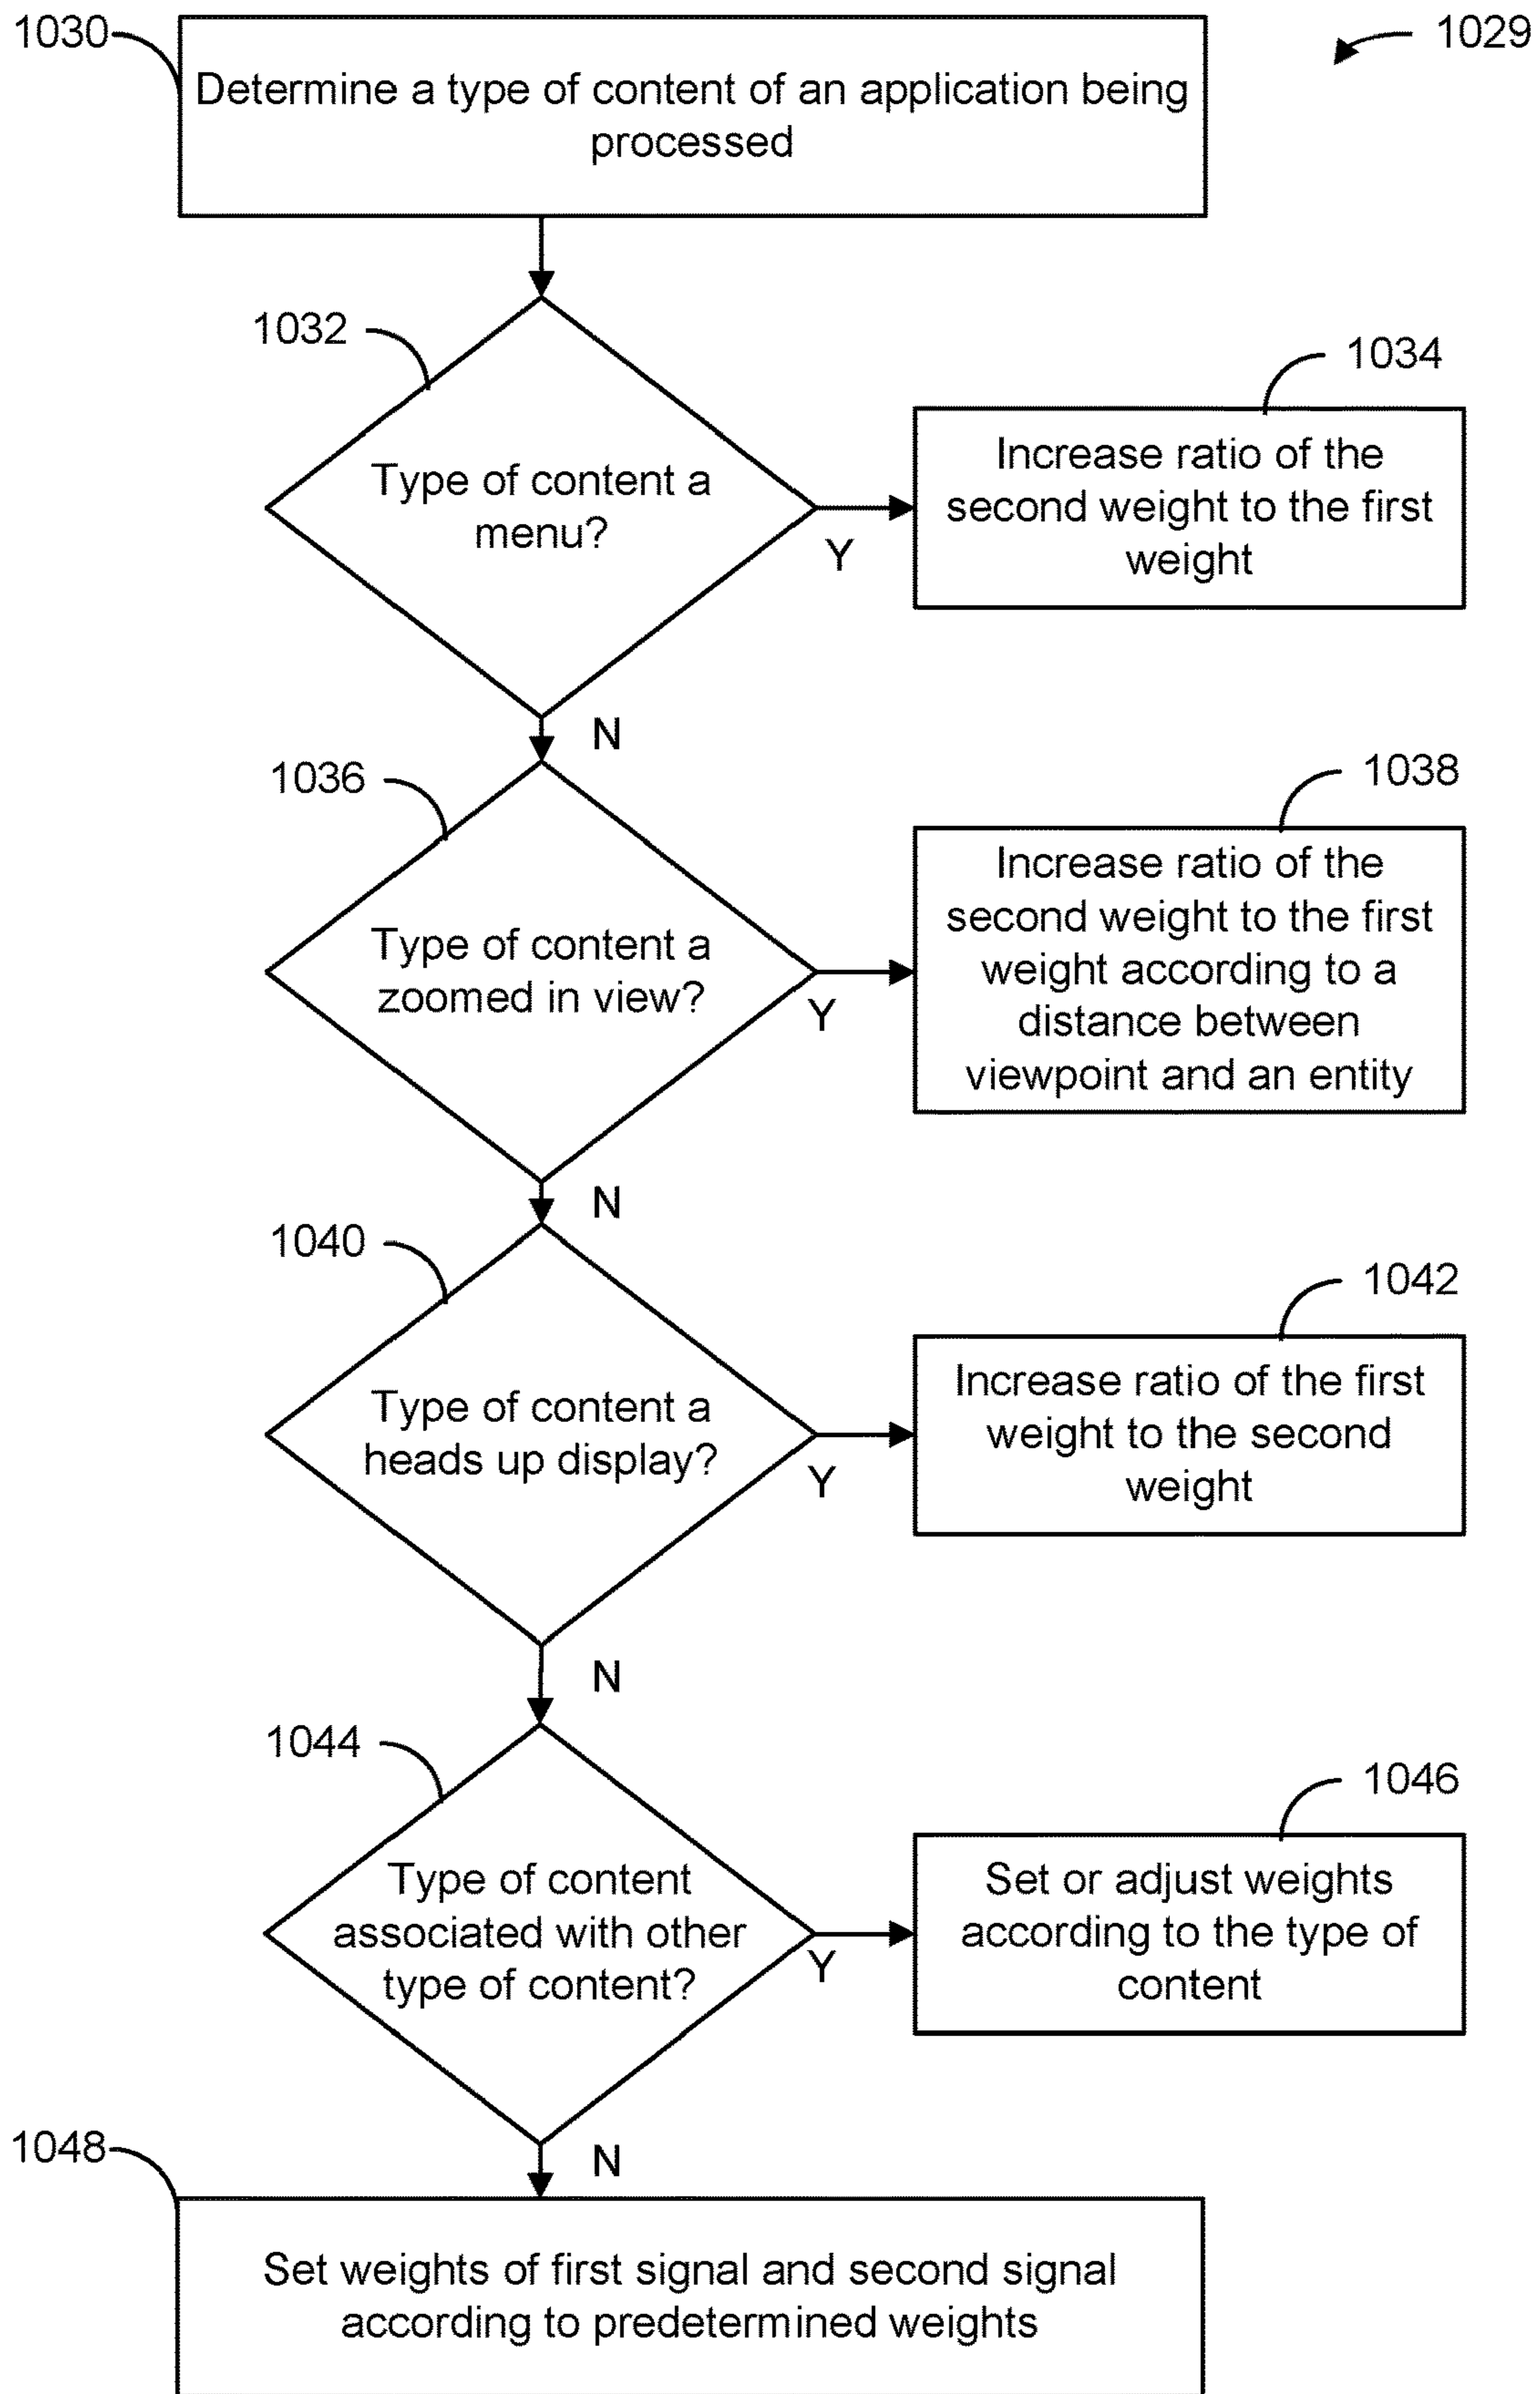 1030
1029
Determine a type of content of an application being
processed
1032
Type of content a
menu?
Y
1034
Increase ratio of the
second weight to the first
weight
N
1036
Type of content a
zoomed in view?
Y
1038
Increase ratio of the
second weight to the first
weight according to a
distance between
viewpoint and an entity
N
1040
Type of content a
heads up display?
Y
1042
Increase ratio of the first
weight to the second
weight
N
1044
Type of content
associated with other
type of content?
Y
1046
Set or adjust weights
according to the type of
content
N
1048
Set weights of first signal and second signal
according to predetermined weights